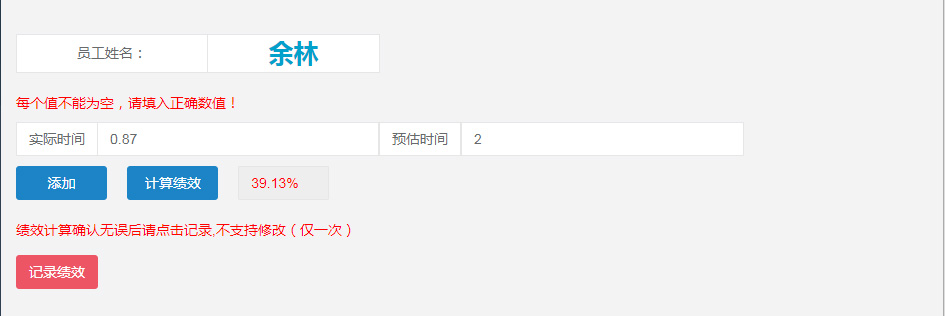 员工姓名： 余林
每个值不能为空，请填入正确数值！
实际时间 0.87 预估时间 2
添加 计算绩效 39.13%
绩效计算确认无误后请点击记录,不支持修改（仅一次）
记录绩效